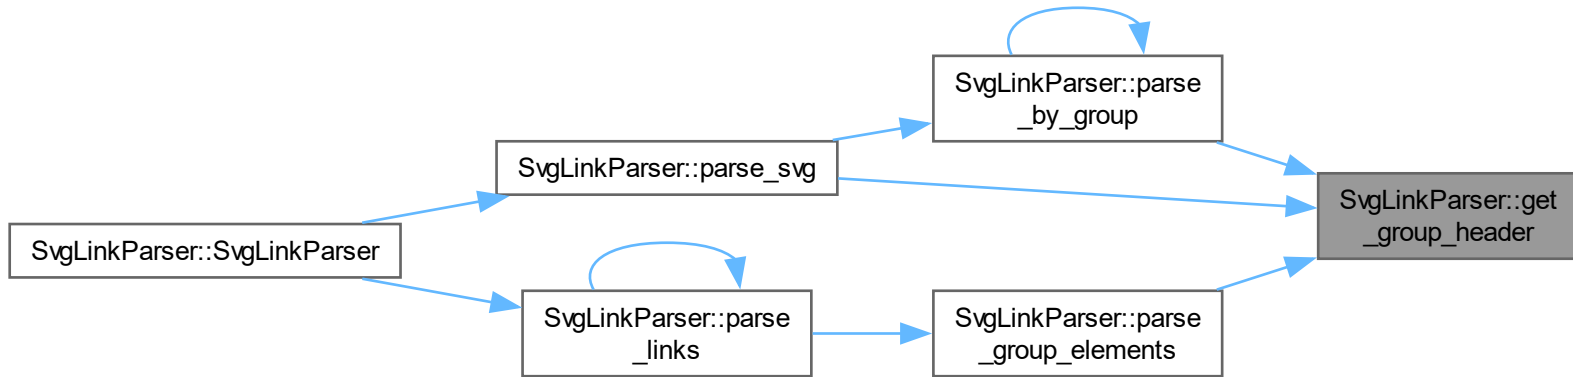 SvgLinkParser::parse
_by_group
SvgLinkParser::parse_svg
SvgLinkParser::get
_group_header
SvgLinkParser::SvgLinkParser
SvgLinkParser::parse
_links
SvgLinkParser::parse
_group_elements